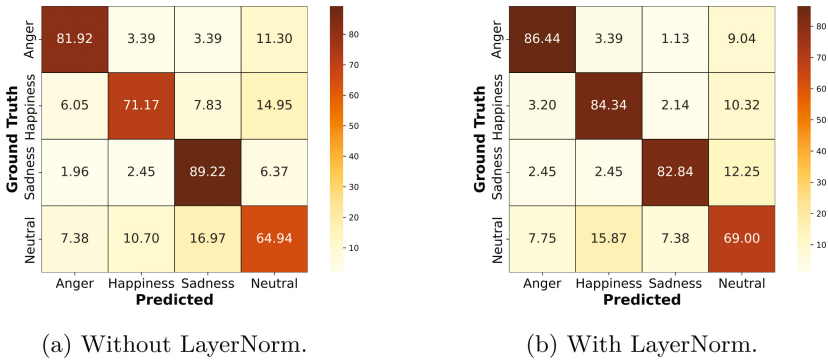 Anger 81.92 3.39 3.39 11.30
Happiness 6.05 71.17 7.83 14.95
Sadness 1.96 2.45 89.22 6.37
Neutral 7.38 10.70 16.97 64.94
Ground Truth
Anger Happiness Sadness Neutral
Predicted
80
70
60
50
40
30
20
10
(a) Without LayerNorm.
Anger 86.44 3.39 1.13 9.04
Happiness 3.20 84.34 2.14 10.32
Sadness 2.45 2.45 82.84 12.25
Neutral 7.75 15.87 7.38 69.00
Ground Truth
Anger Happiness Sadness Neutral
Predicted
80
70
60
50
40
30
20
10
(b) With LayerNorm.